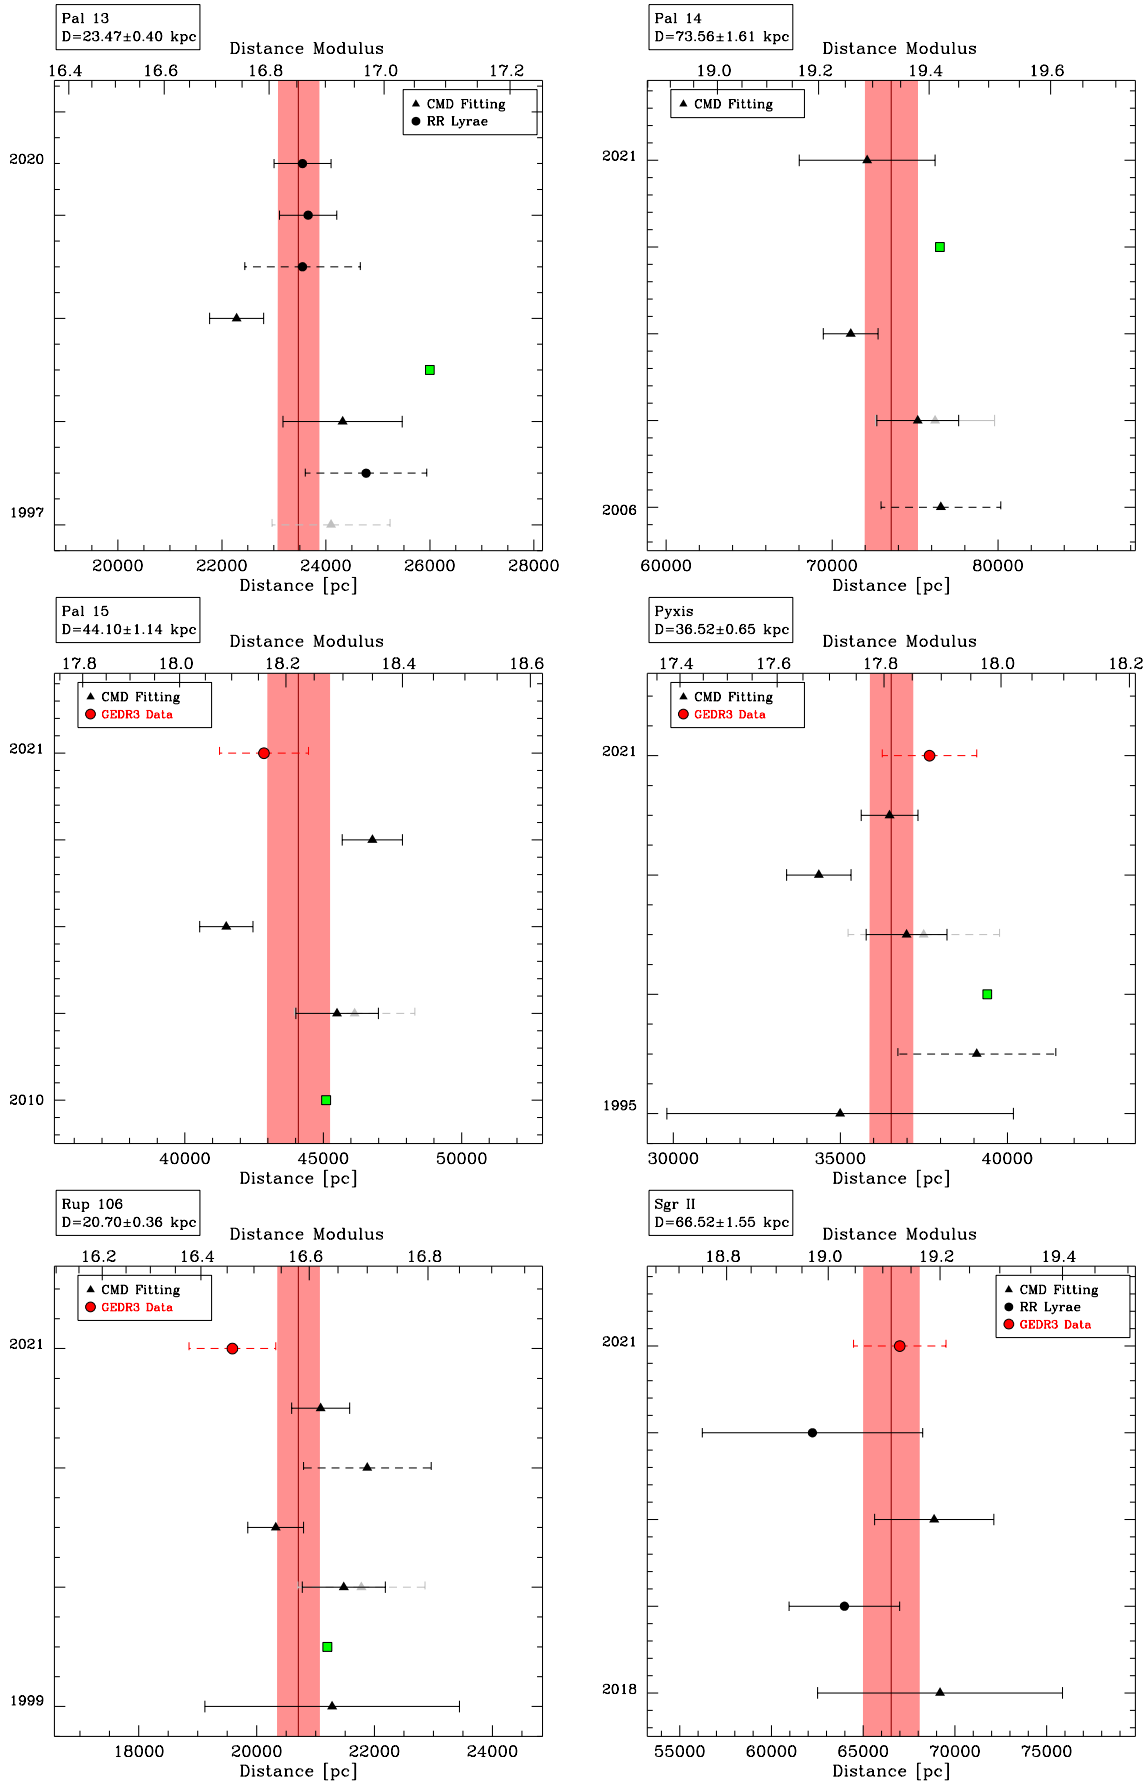 Pal 13
D=23.47±0.40 kpc
Distance Modulus
16.4 16.6 16.8 17.0 17.2
CMD Fitting
RR Lyrae
2020
1997
20000 22000 24000 26000 28000
Distance [pc]
Pal 14
D=73.56±1.61 kpc
Distance Modulus
19.0 19.2 19.4 19.6
CMD Fitting
2021
2006
60000 70000 80000
Distance [pc]
Pal 15
D=44.10±1.14 kpc
Distance Modulus
17.8 18.0 18.2 18.4 18.6
CMD Fitting
GEDR3 Data
2021
2010
40000 45000 50000
Distance [pc]
Pyxis
D=36.52±0.65 kpc
Distance Modulus
17.4 17.6 17.8 18.0 18.2
CMD Fitting
GEDR3 Data
2021
1995
30000 35000 40000
Distance [pc]
Rup 106
D=20.70±0.36 kpc
Distance Modulus
16.2 16.4 16.6 16.8
CMD Fitting
GEDR3 Data
2021
1999
18000 20000 22000 24000
Distance [pc]
Sgr II
D=66.52±1.55 kpc
Distance Modulus
18.8 19.0 19.2 19.4
CMD Fitting
RR Lyrae
GEDR3 Data
2021
2018
55000 60000 65000 70000 75000
Distance [pc]